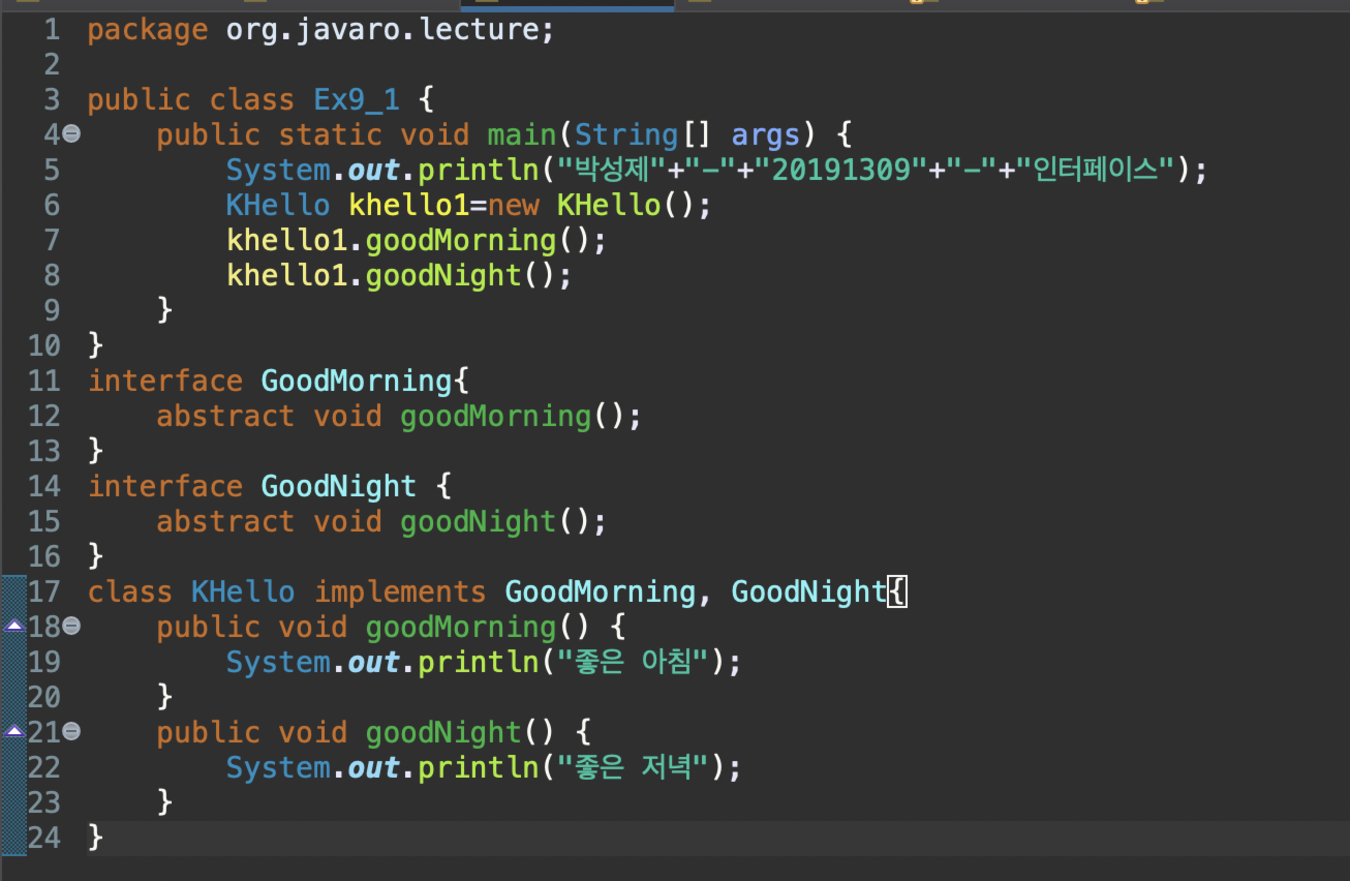 1 package org.javaro.lecture;
2
3 public class Ex9_1 {
4     public static void main(String[] args) {
5         System.out.println("박성제"+"-"+"20191309"+"-"+"인터페이스");
6         KHello khello1=new KHello();
7         khello1.goodMorning();
8         khello1.goodNight();
9     }
10 }
11 interface GoodMorning{
12     abstract void goodMorning();
13 }
14 interface GoodNight {
15     abstract void goodNight();
16 }
17 class KHello implements GoodMorning, GoodNight{
18     public void goodMorning() {
19         System.out.println("좋은 아침");
20     }
21     public void goodNight() {
22         System.out.println("좋은 저녁");
23     }
24 }